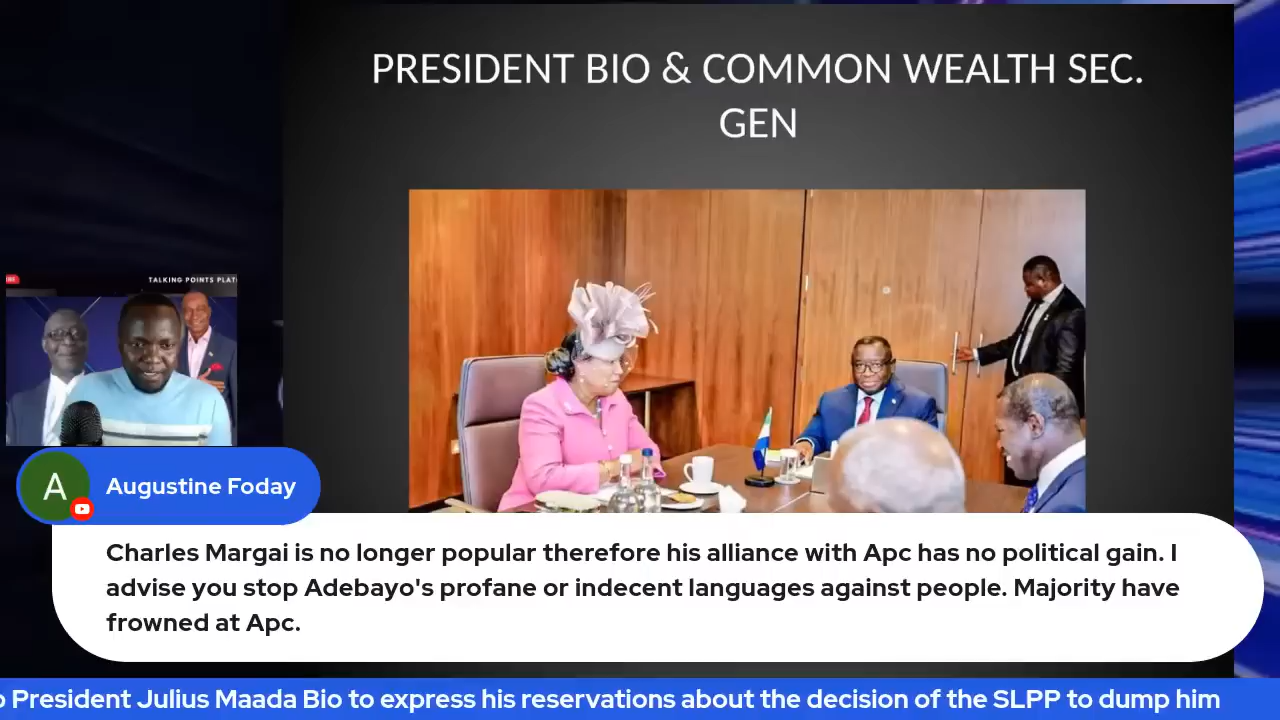 PRESIDENT BIO & COMMON WEALTH SEC.
GEN
TALKING POINTS PLAT
A
Augustine Foday
Charles Margai is no longer popular therefore his alliance with Apc has no political gain. I
advise you stop Adebayo's profane or indecent languages against people. Majority have
frowned at Apc.
President Julius Maada Bio to express his reservations about the decision of the SLPP to dump him